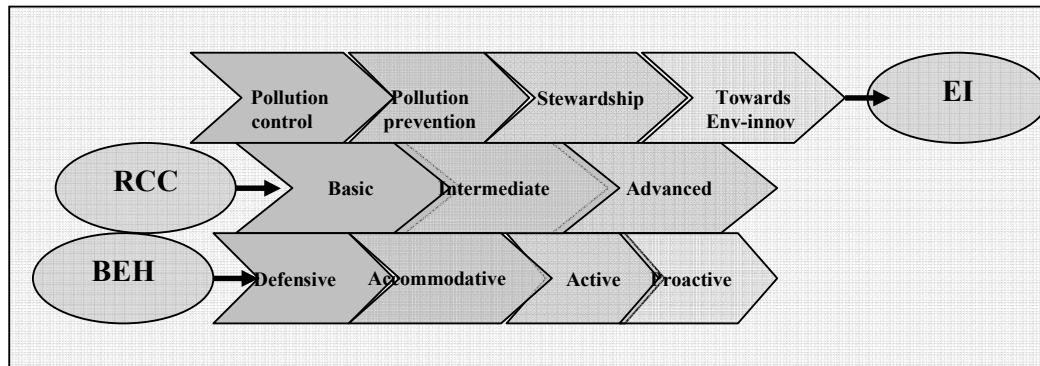 Pollution
control
Pollution
prevention
Stewardship
Towards
Env-innov
EI
RCC
Basic
Intermediate
Advanced
BEH
Defensive
Accommodative
Active
Proactive